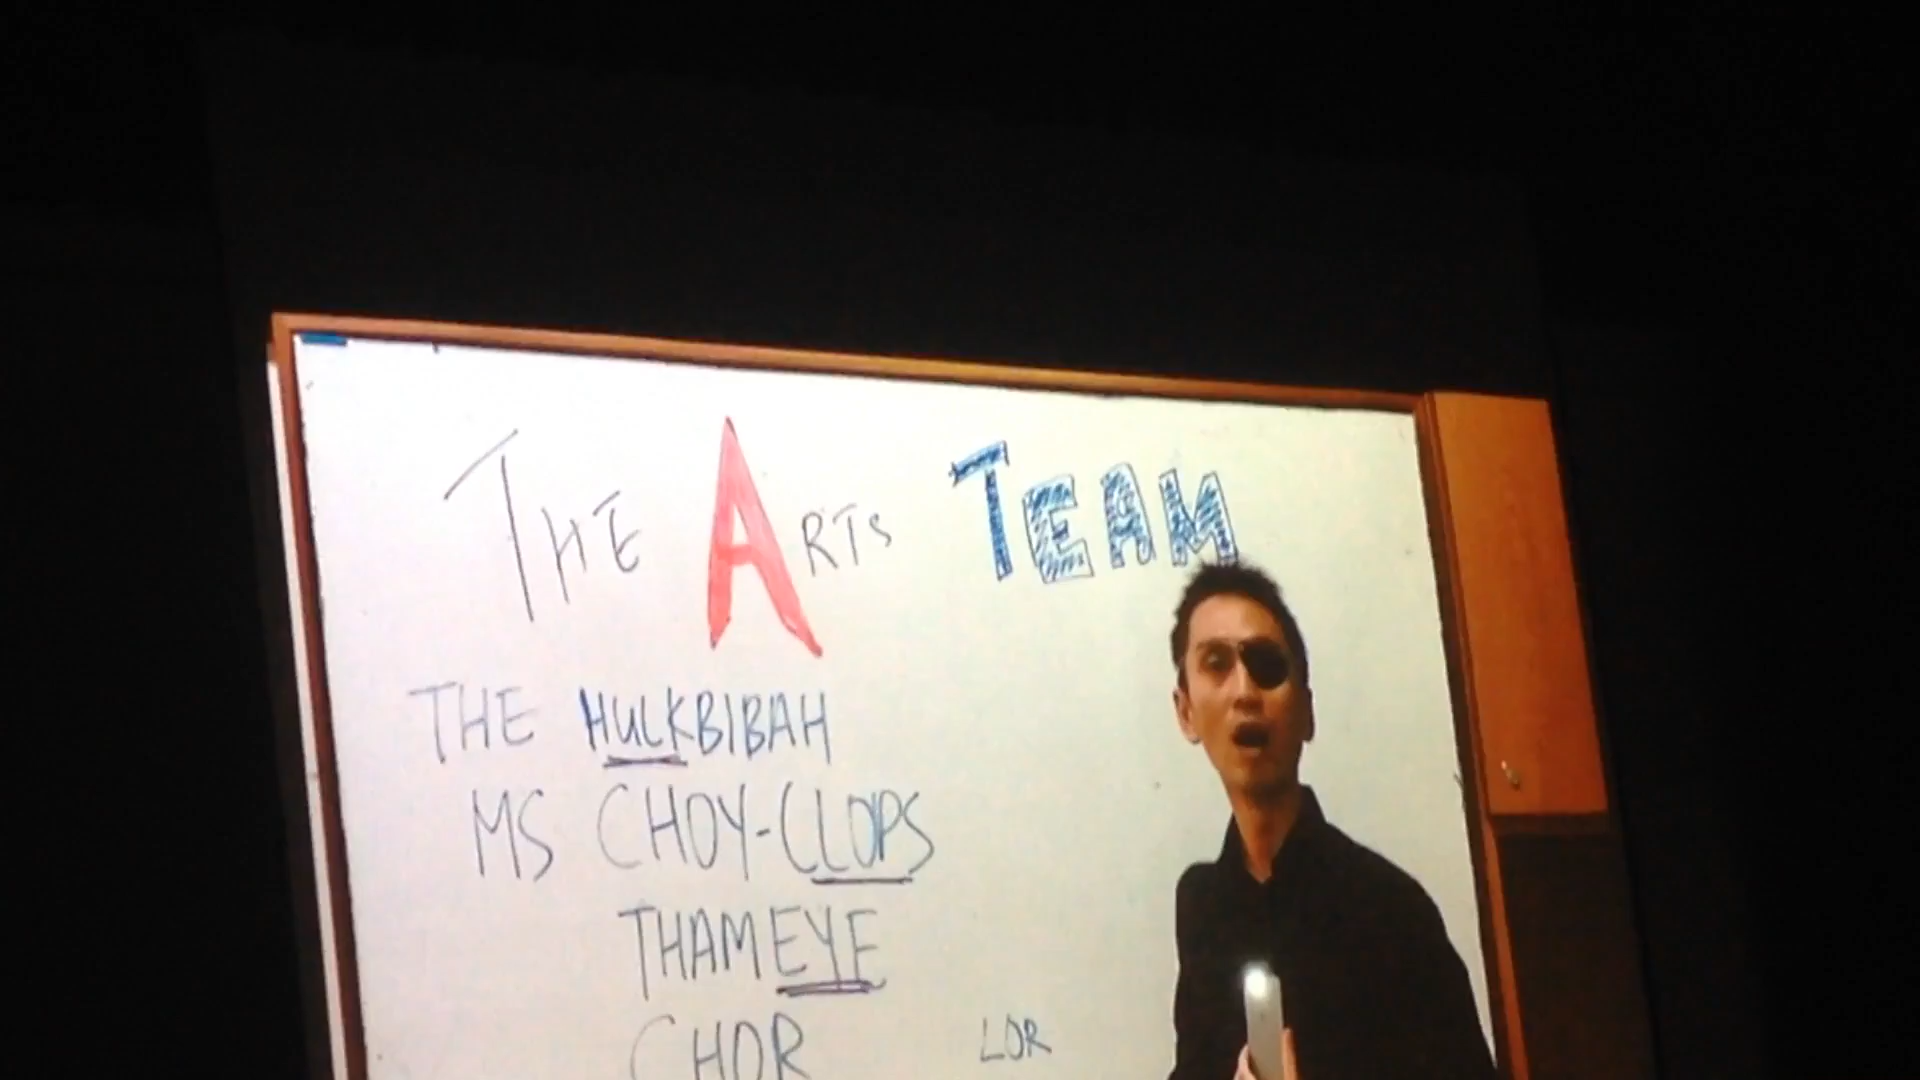 THE ARTS TEAM
THE HULKBIBAH
MS CHOY-CLOPS
THAMEYE
CHOR LOR